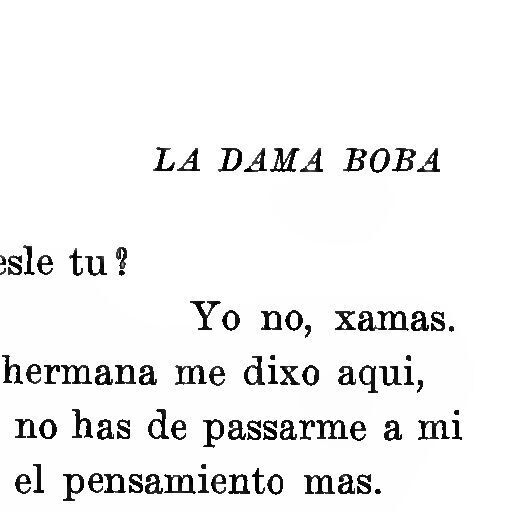 LA DAMA BOBA
esle tu?
Yo no, xamas.
hermana me dixo aqui,
no has de passarme a mi
el pensamiento mas.